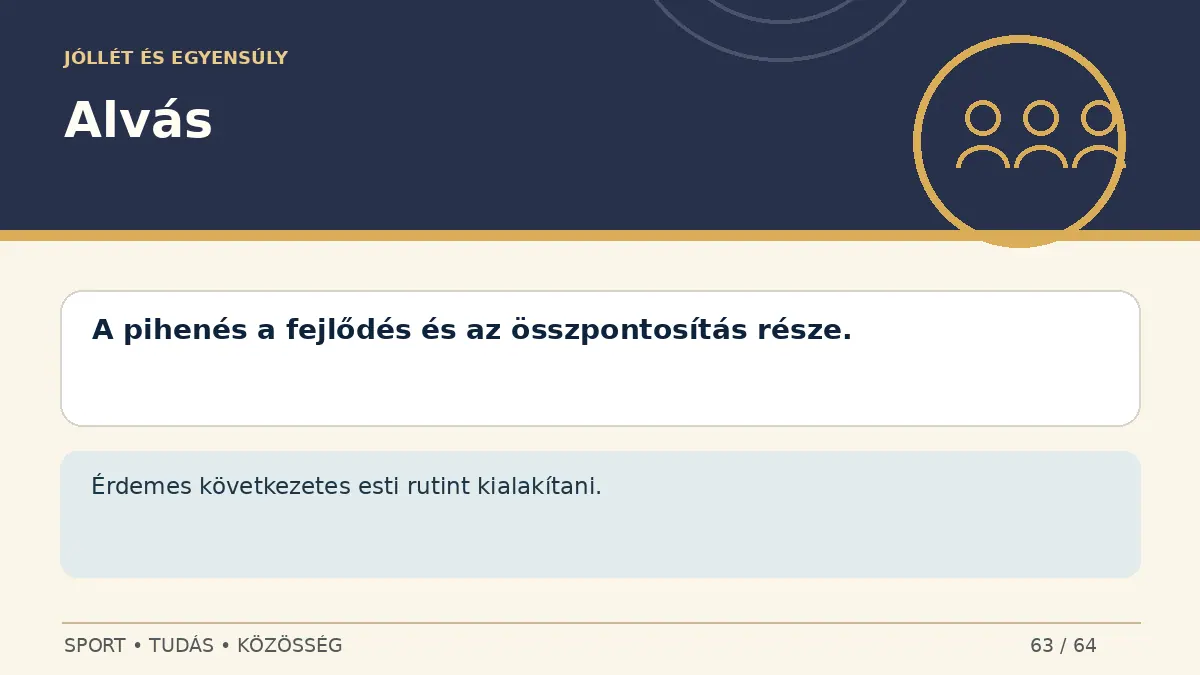 JÓLLÉT ÉS EGYENSÚLY
Alvás
A pihenés a fejlődés és az összpontosítás része.
Érdemes következetes esti rutint kialakítani.
SPORT • TUDÁS • KÖZÖSSÉG
63 / 64